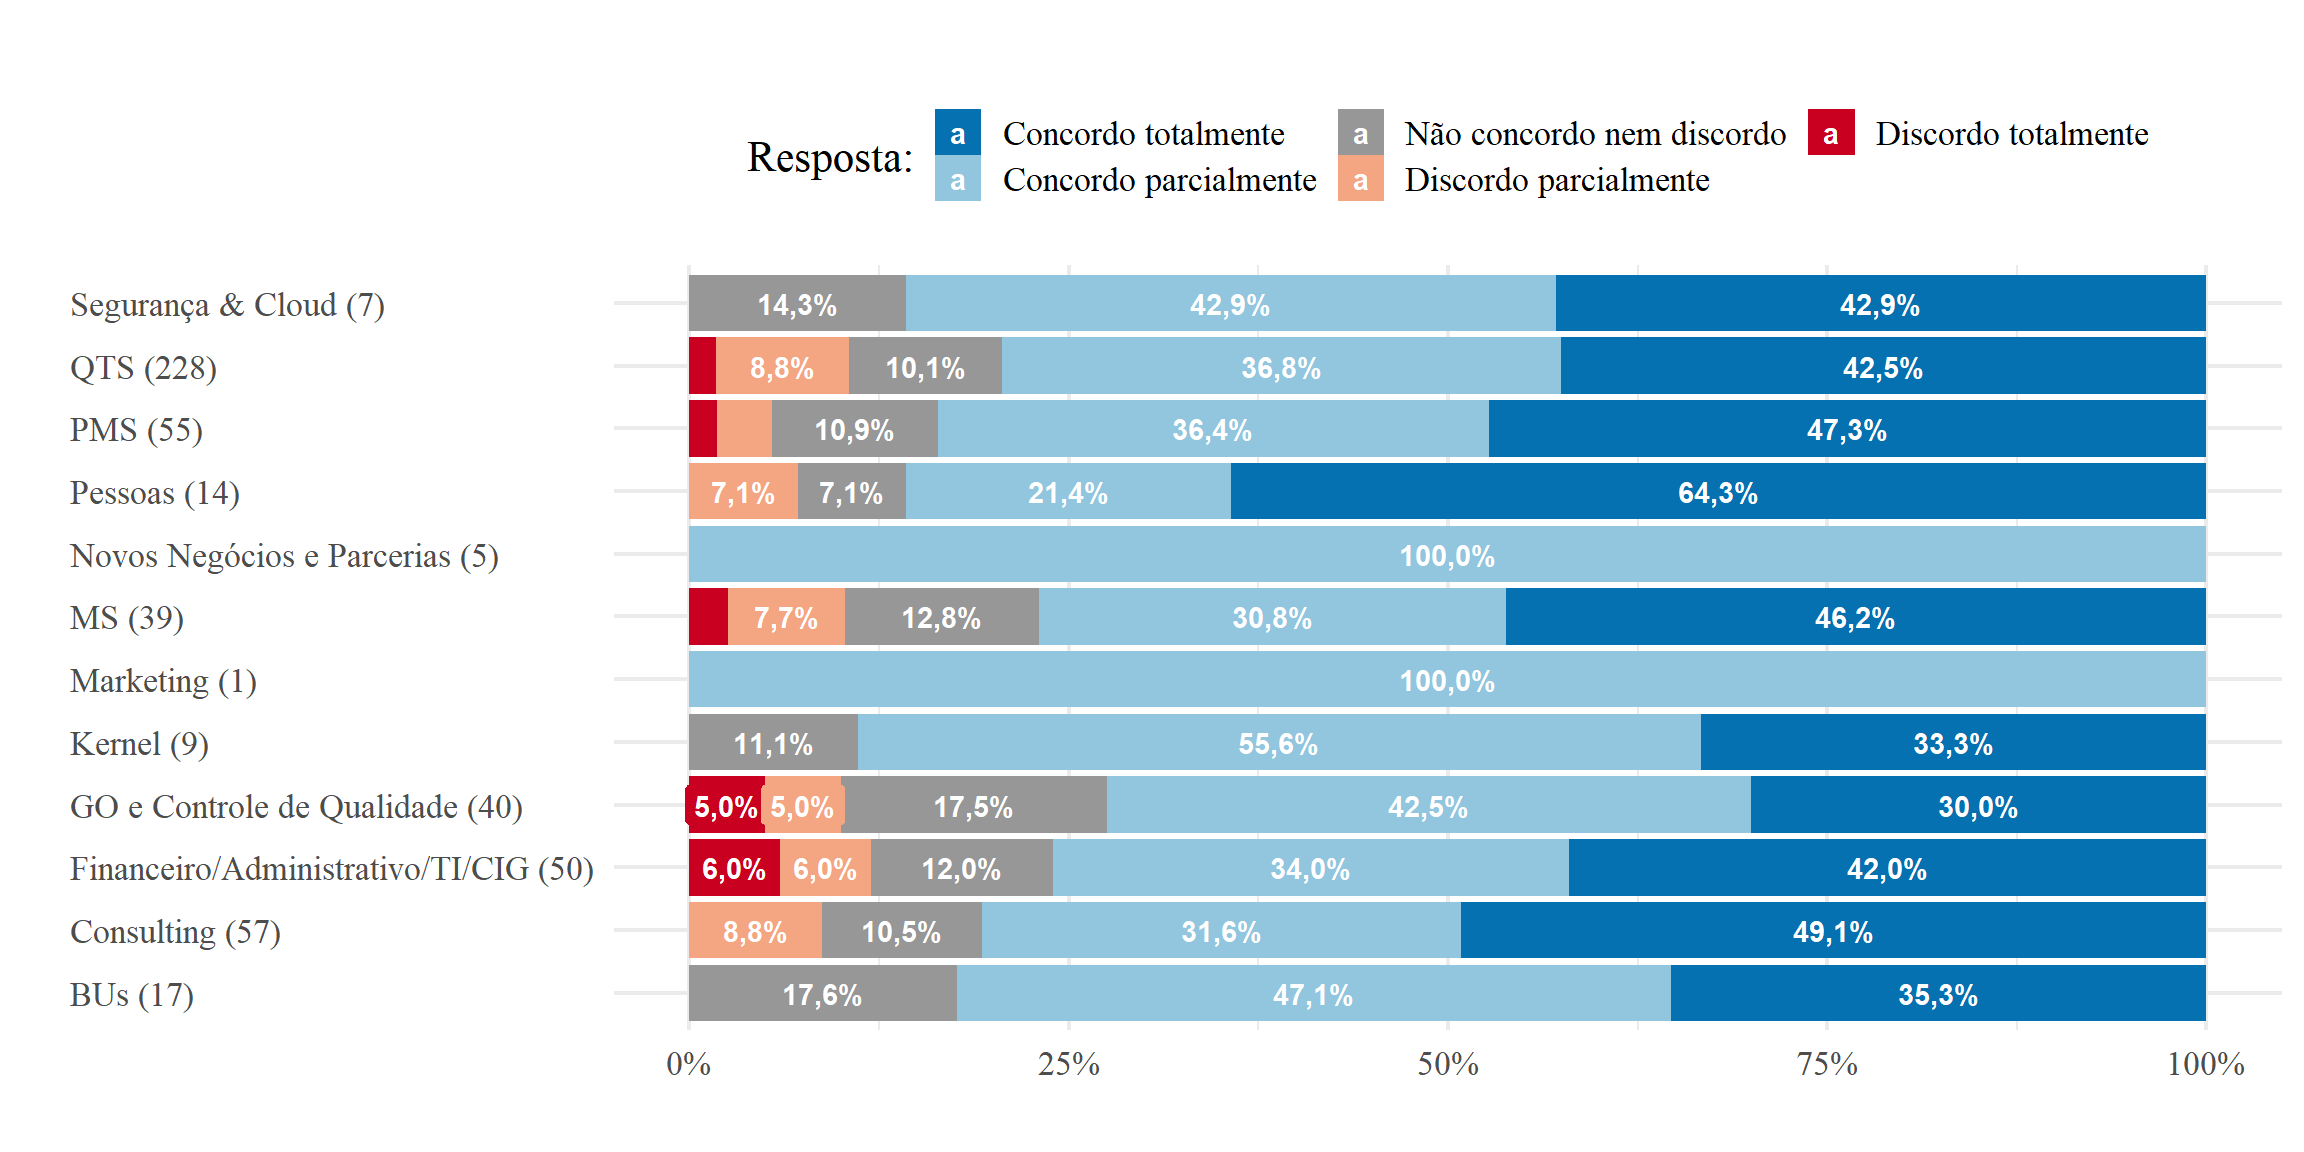 Resposta:
a Concordo totalmente a Não concordo nem discordo a Discordo totalmente
a Concordo parcialmente a Discordo parcialmente
Segurança & Cloud (7) 14,3% 42,9% 42,9%
QTS (228) 8,8% 10,1% 36,8% 42,5%
PMS (55) 10,9% 36,4% 47,3%
Pessoas (14) 7,1% 7,1% 21,4% 64,3%
Novos Negócios e Parcerias (5) 100,0%
MS (39) 7,7% 12,8% 30,8% 46,2%
Marketing (1) 100,0%
Kernel (9) 11,1% 55,6% 33,3%
GO e Controle de Qualidade (40) 5,0% 5,0% 17,5% 42,5% 30,0%
Financeiro/Administrativo/TI/CIG (50) 6,0% 6,0% 12,0% 34,0% 42,0%
Consulting (57) 8,8% 10,5% 31,6% 49,1%
BUs (17) 17,6% 47,1% 35,3%
0% 25% 50% 75% 100%